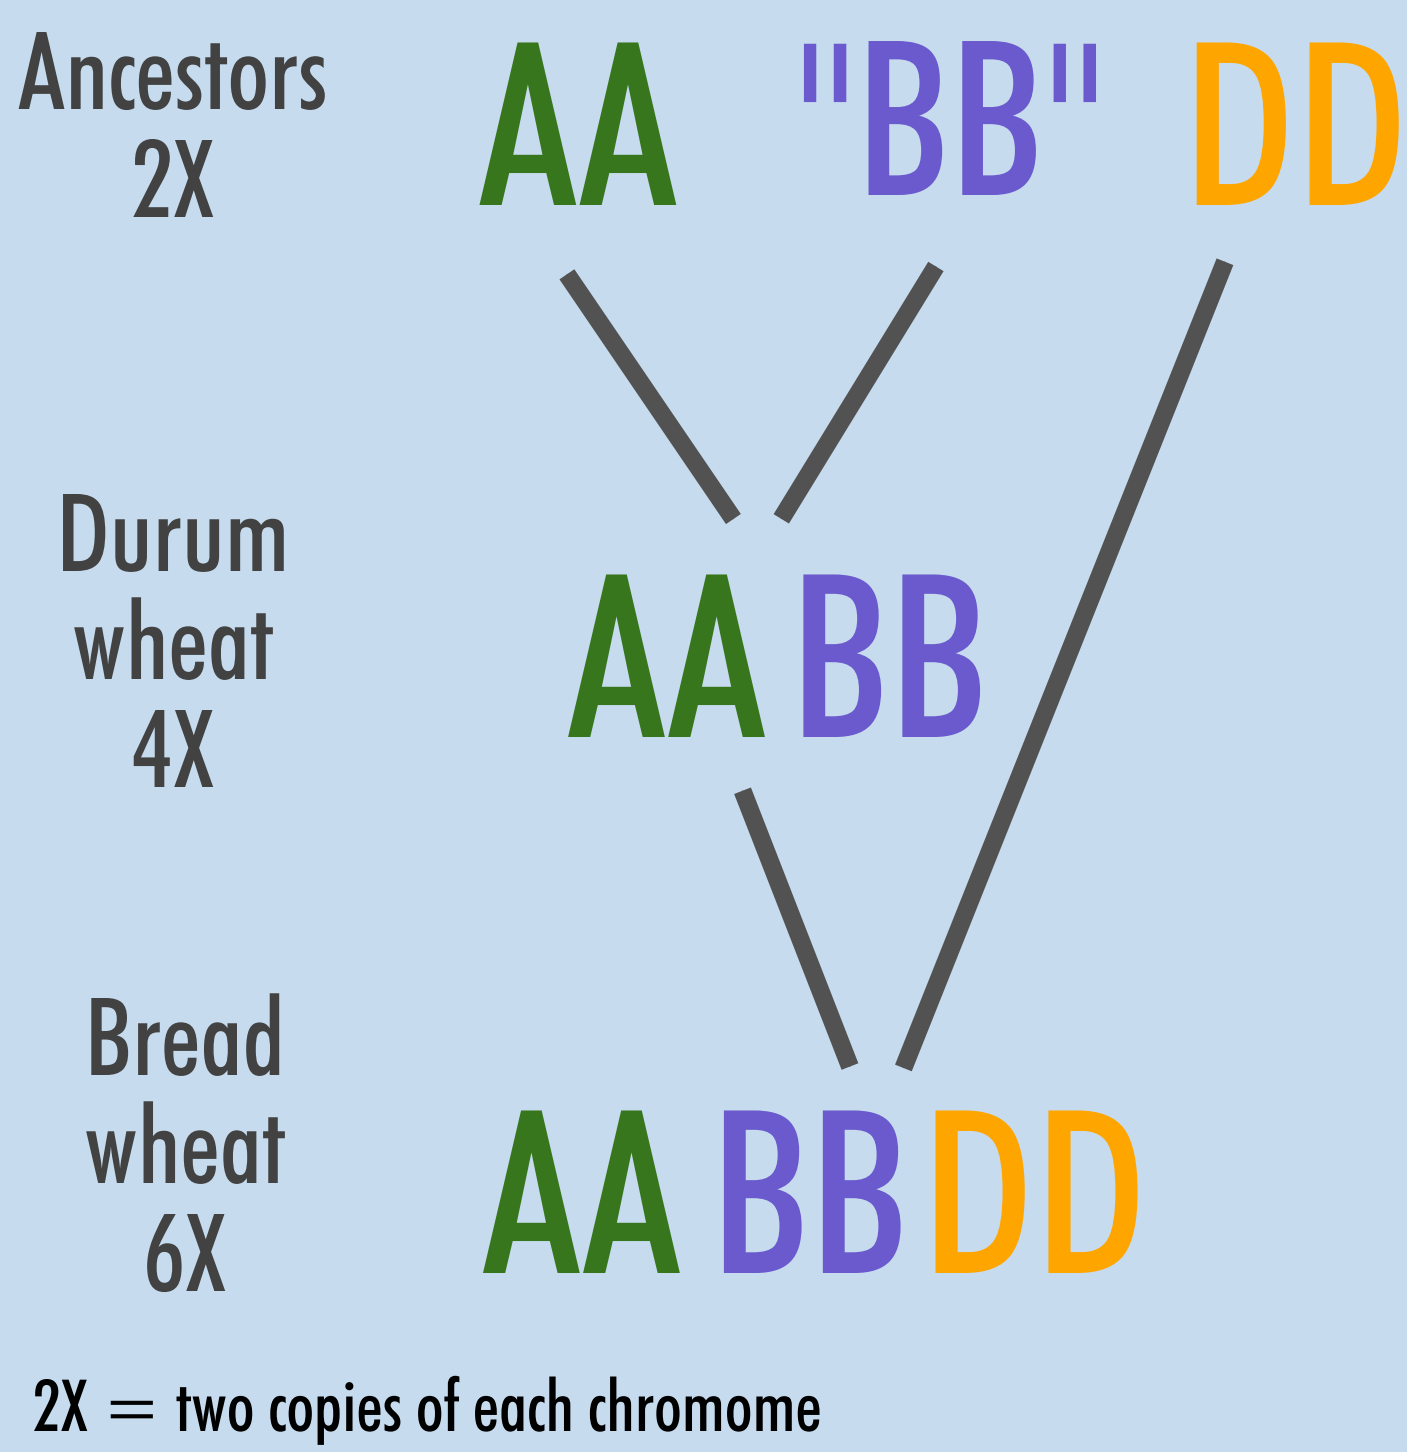 Ancestors
2X
AA "BB" DD
Durum
wheat
4X
AA BB
Bread
wheat
6X
AA BB DD
2X = two copies of each chromome